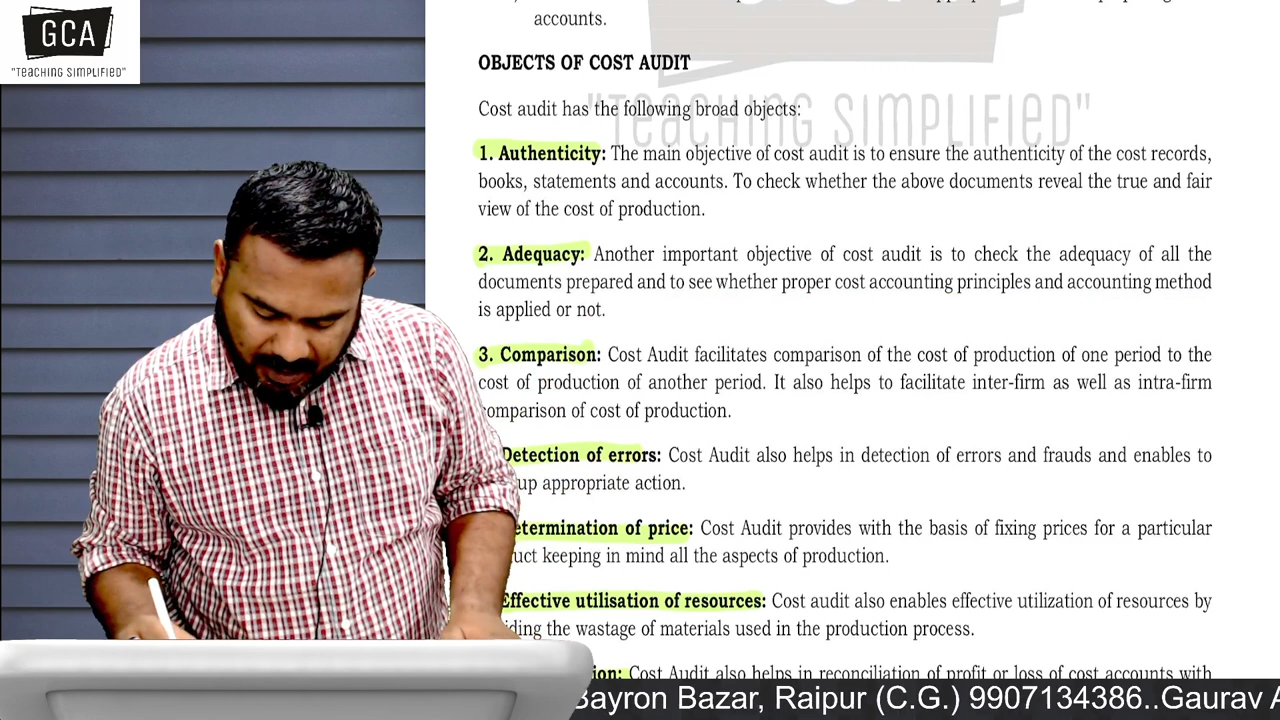 GCA
"TEACHING SIMPLIFIED"
accounts.
OBJECTS OF COST AUDIT
Cost audit has the following broad objects:
"TEACHING SIMPLIFIED"
1. Authenticity: The main objective of cost audit is to ensure the authenticity of the cost records,
books, statements and accounts. To check whether the above documents reveal the true and fair
view of the cost of production.
2. Adequacy: Another important objective of cost audit is to check the adequacy of all the
documents prepared and to see whether proper cost accounting principles and accounting method
is applied or not.
3. Comparison: Cost Audit facilitates comparison of the cost of production of one period to the
cost of production of another period. It also helps to facilitate inter-firm as well as intra-firm
comparison of cost of production.
Detection of errors: Cost Audit also helps in detection of errors and frauds and enables to
up appropriate action.
etermination of price: Cost Audit provides with the basis of fixing prices for a particular
uct keeping in mind all the aspects of production.
Effective utilisation of resources: Cost audit also enables effective utilization of resources by
iding the wastage of materials used in the production process.
ion: Cost Audit also helps in reconciliation of profit or loss of cost accounts with
Bayron Bazar, Raipur (C.G.) 9907134386..Gaurav A